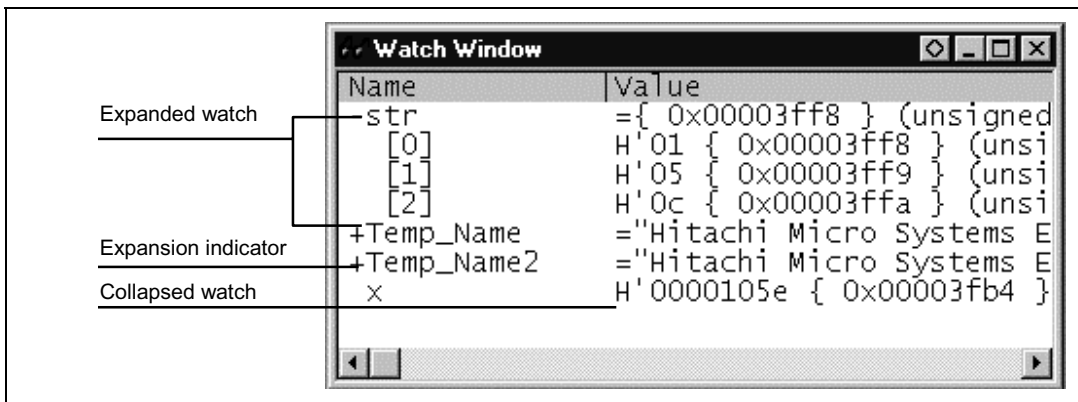 Watch Window
Name Value
Expanded watch
-str ={ 0x00003ff8 } (unsigned
[0] H'01 { 0x00003ff8 } (unsi
[1] H'05 { 0x00003ff9 } (unsi
[2] H'0c { 0x00003ffa } (unsi
+Temp_Name ="Hitachi Micro Systems E
Expansion indicator
+Temp_Name2 ="Hitachi Micro Systems E
Collapsed watch
x H'0000105e { 0x00003fb4 }